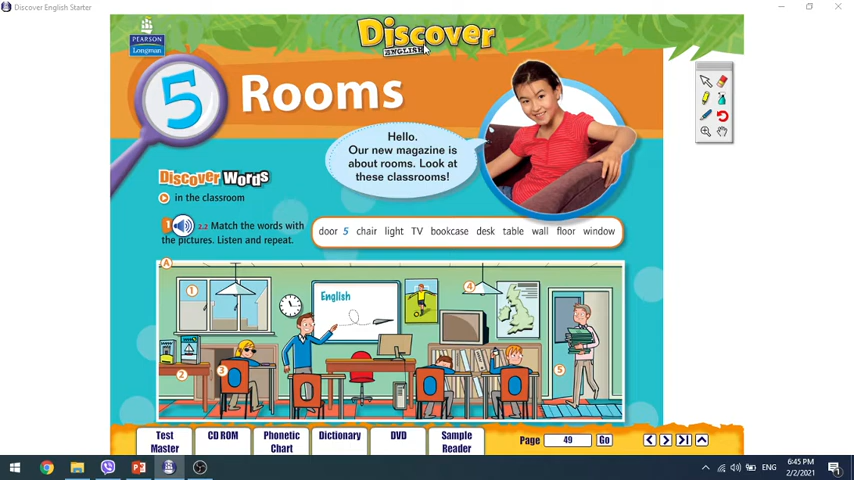 Discover English Starter
PEARSON
Longman
Discover
ENGLISH
5 Rooms
Hello.
Our new magazine is
about rooms. Look at
these classrooms!
Discover Words
in the classroom
1 2.2 Match the words with
the pictures. Listen and repeat.
door 5 chair light TV bookcase desk table wall floor window
A
1
English
4
2
3
5
Test
Master
CD ROM
Phonetic
Chart
Dictionary
DVD
Sample
Reader
Page 49 Go
ENG
6:45 PM
2/2/2021